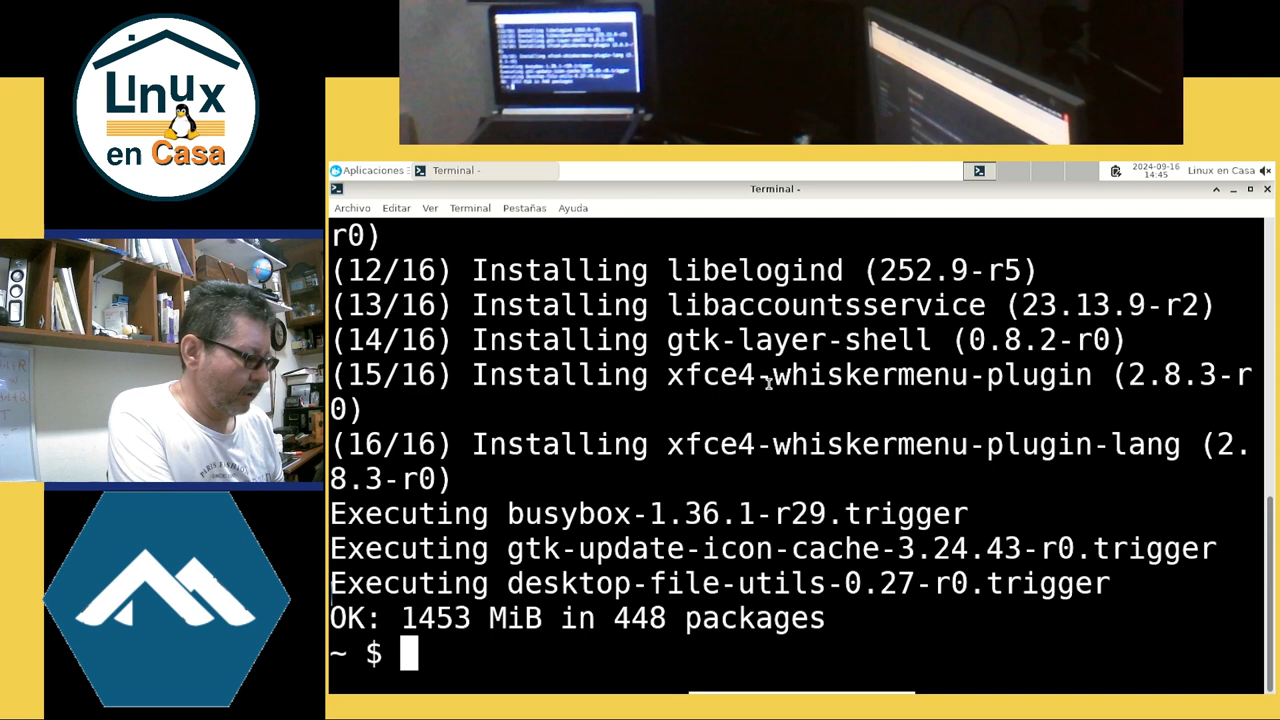 Linux
en Casa
Aplicaciones
Terminal -
2024-09-16
14:45
Linux en Casa
Terminal -
Archivo Editar Ver Terminal Pestañas Ayuda
r0)
(12/16) Installing libelogind (252.9-r5)
(13/16) Installing libaccountsservice (23.13.9-r2)
(14/16) Installing gtk-layer-shell (0.8.2-r0)
(15/16) Installing xfce4-whiskermenu-plugin (2.8.3-r
0)
(16/16) Installing xfce4-whiskermenu-plugin-lang (2.
8.3-r0)
Executing busybox-1.36.1-r29.trigger
Executing gtk-update-icon-cache-3.24.43-r0.trigger
Executing desktop-file-utils-0.27-r0.trigger
OK: 1453 MiB in 448 packages
~ $